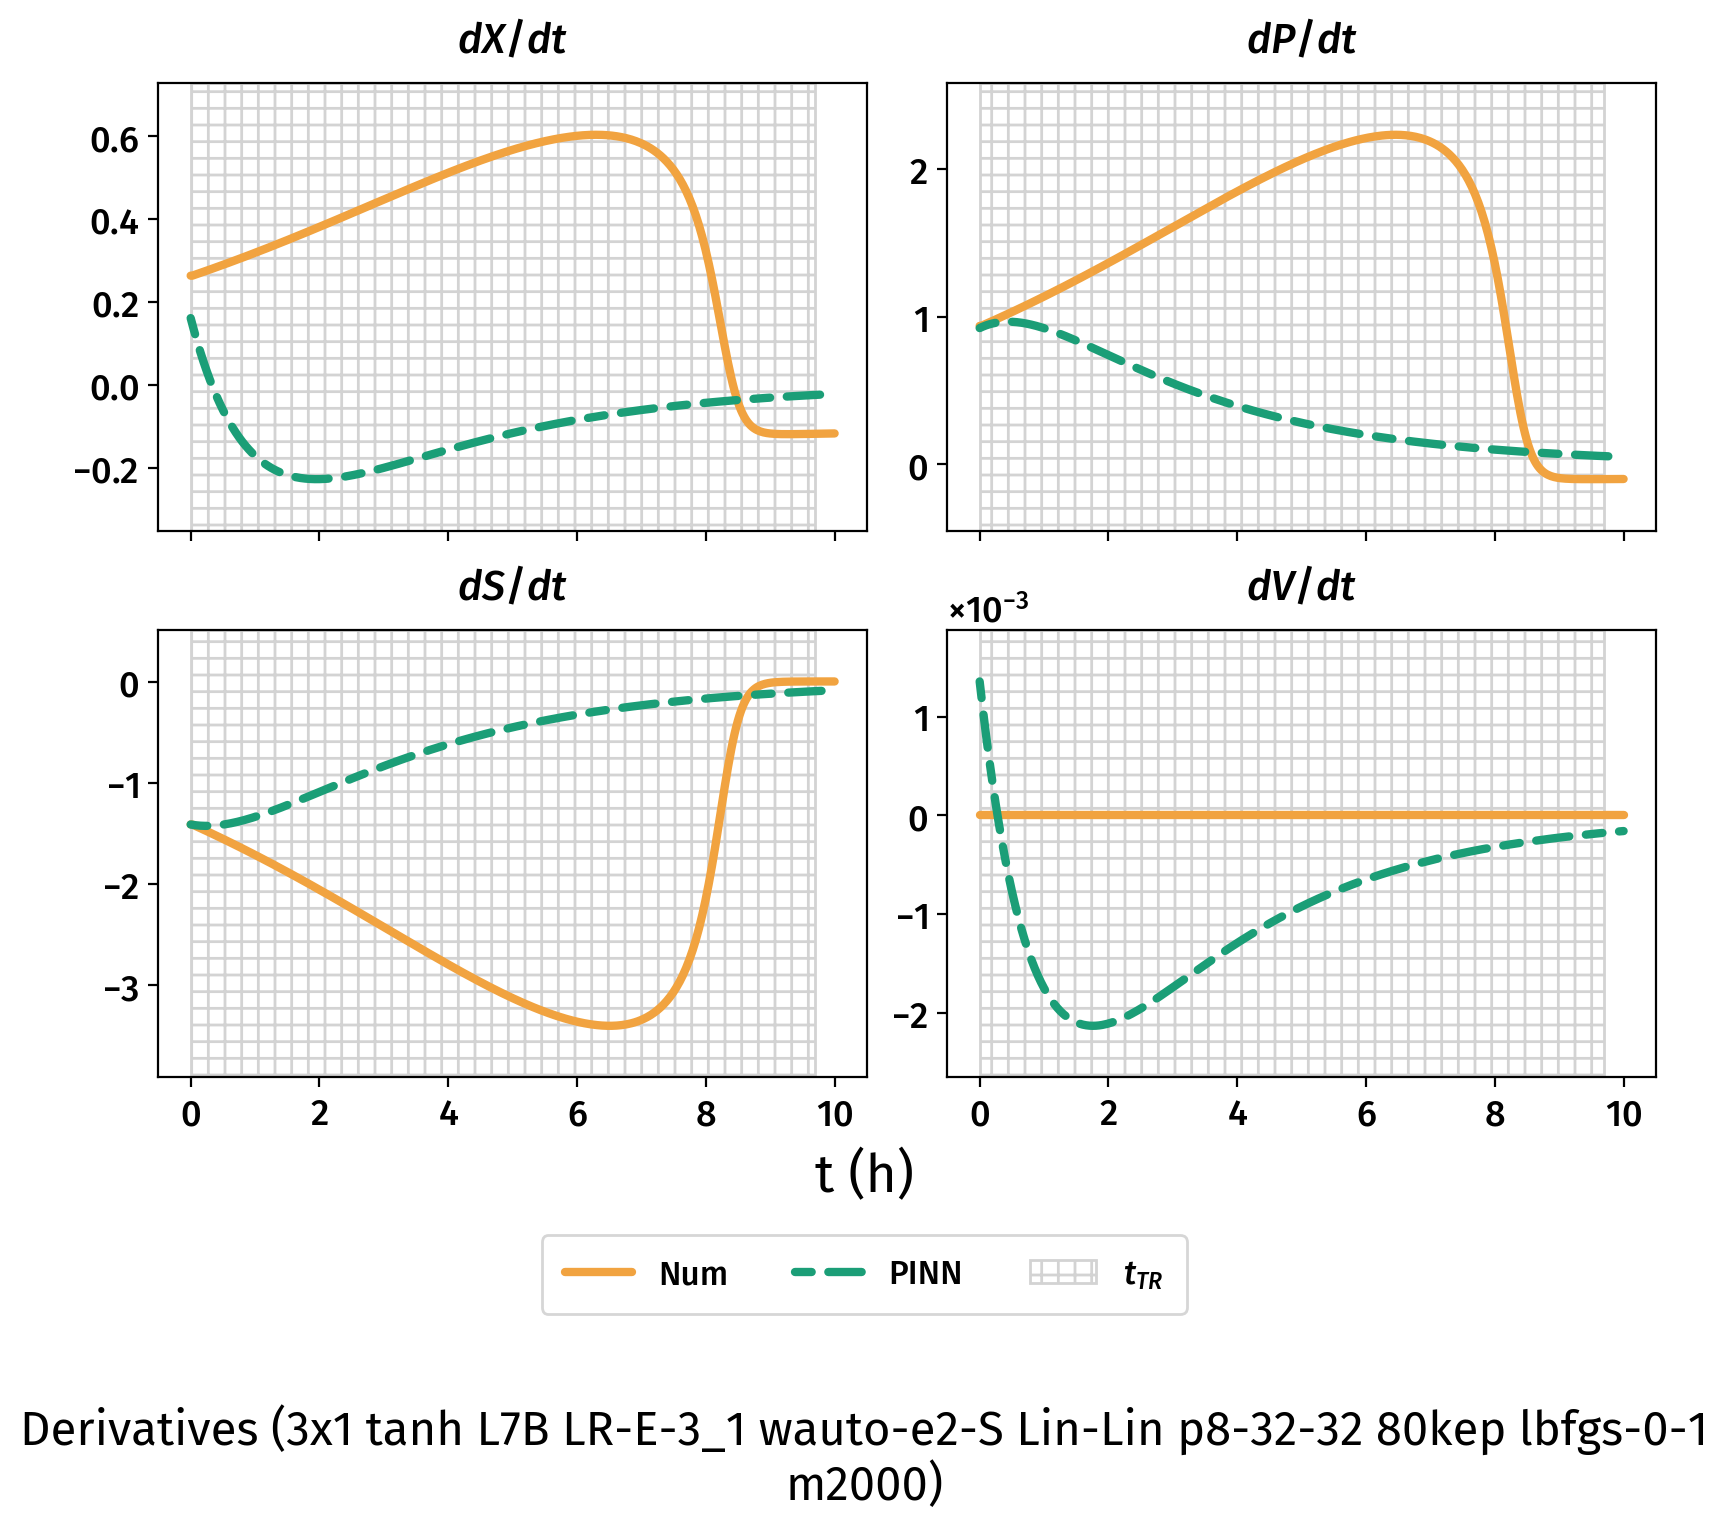 dX/dt
dP/dt
0.6
0.4
0.2
0.0
−0.2
2
1
0
dS/dt
dV/dt
×10⁻³
0
−1
−2
−3
1
0
−1
−2
0 2 4 6 8 10
0 2 4 6 8 10
t (h)
Num PINN t_TR
Derivatives (3x1 tanh L7B LR-E-3_1 wauto-e2-S Lin-Lin p8-32-32 80kep lbfgs-0-1
m2000)